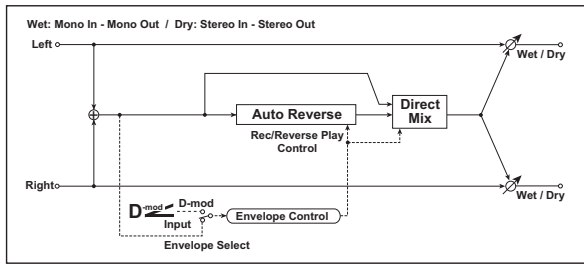 Wet: Mono In - Mono Out / Dry: Stereo In - Stereo Out
Left
Wet / Dry
Auto Reverse
Direct
Mix
Rec/Reverse Play
Control
Right
Wet / Dry
D-mod
D-mod
Input
Envelope Control
Envelope Select